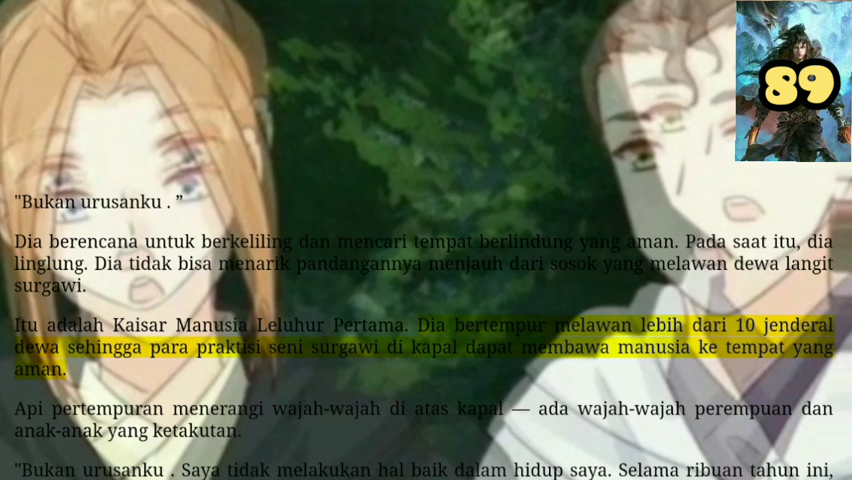 89
"Bukan urusanku . ”
Dia berencana untuk berkeliling dan mencari tempat berlindung yang aman. Pada saat itu, dia
linglung. Dia tidak bisa menarik pandangannya menjauh dari sosok yang melawan dewa langit
surgawi.
Itu adalah Kaisar Manusia Leluhur Pertama. Dia bertempur melawan lebih dari 10 jenderal
dewa sehingga para praktisi seni surgawi di kapal dapat membawa manusia ke tempat yang
aman.
Api pertempuran menerangi wajah-wajah di atas kapal — ada wajah-wajah perempuan dan
anak-anak yang ketakutan.
"Bukan urusanku . Saya tidak melakukan hal baik dalam hidup saya. Selama ribuan tahun ini,